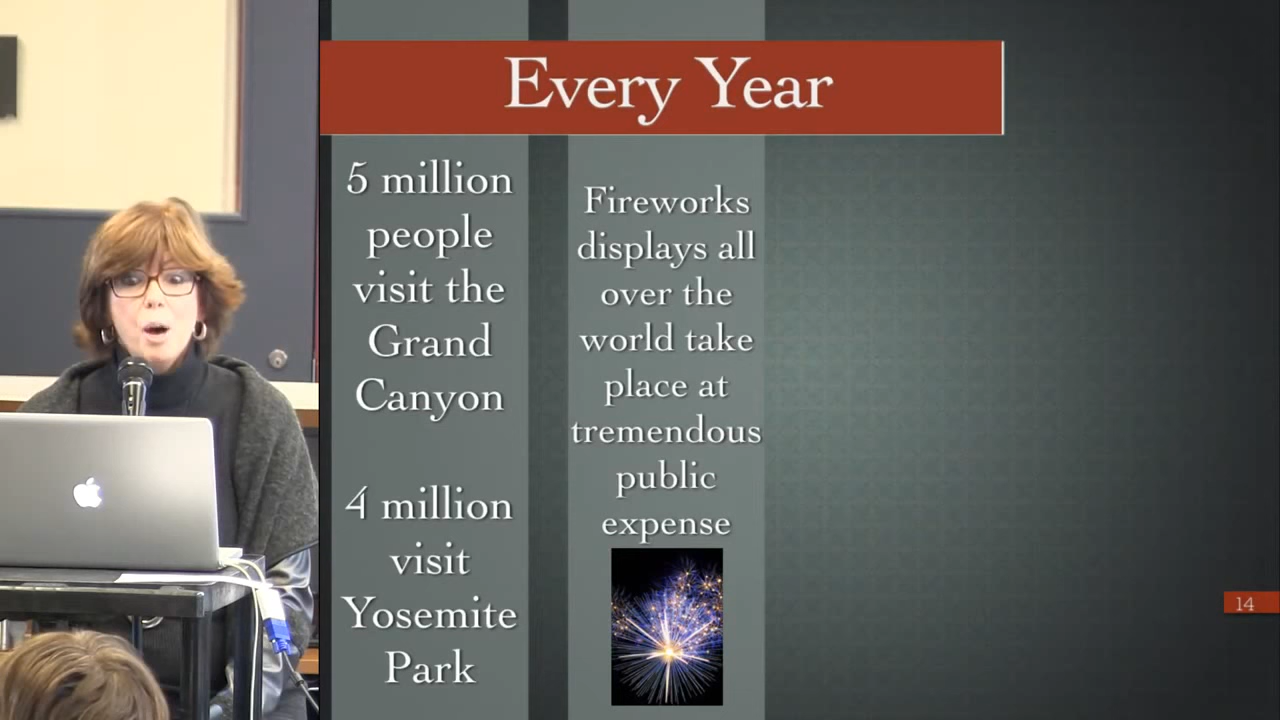 Every Year
5 million
people
visit the
Grand
Canyon
4 million
visit
Yosemite
Park
Fireworks
displays all
over the
world take
place at
tremendous
public
expense
14